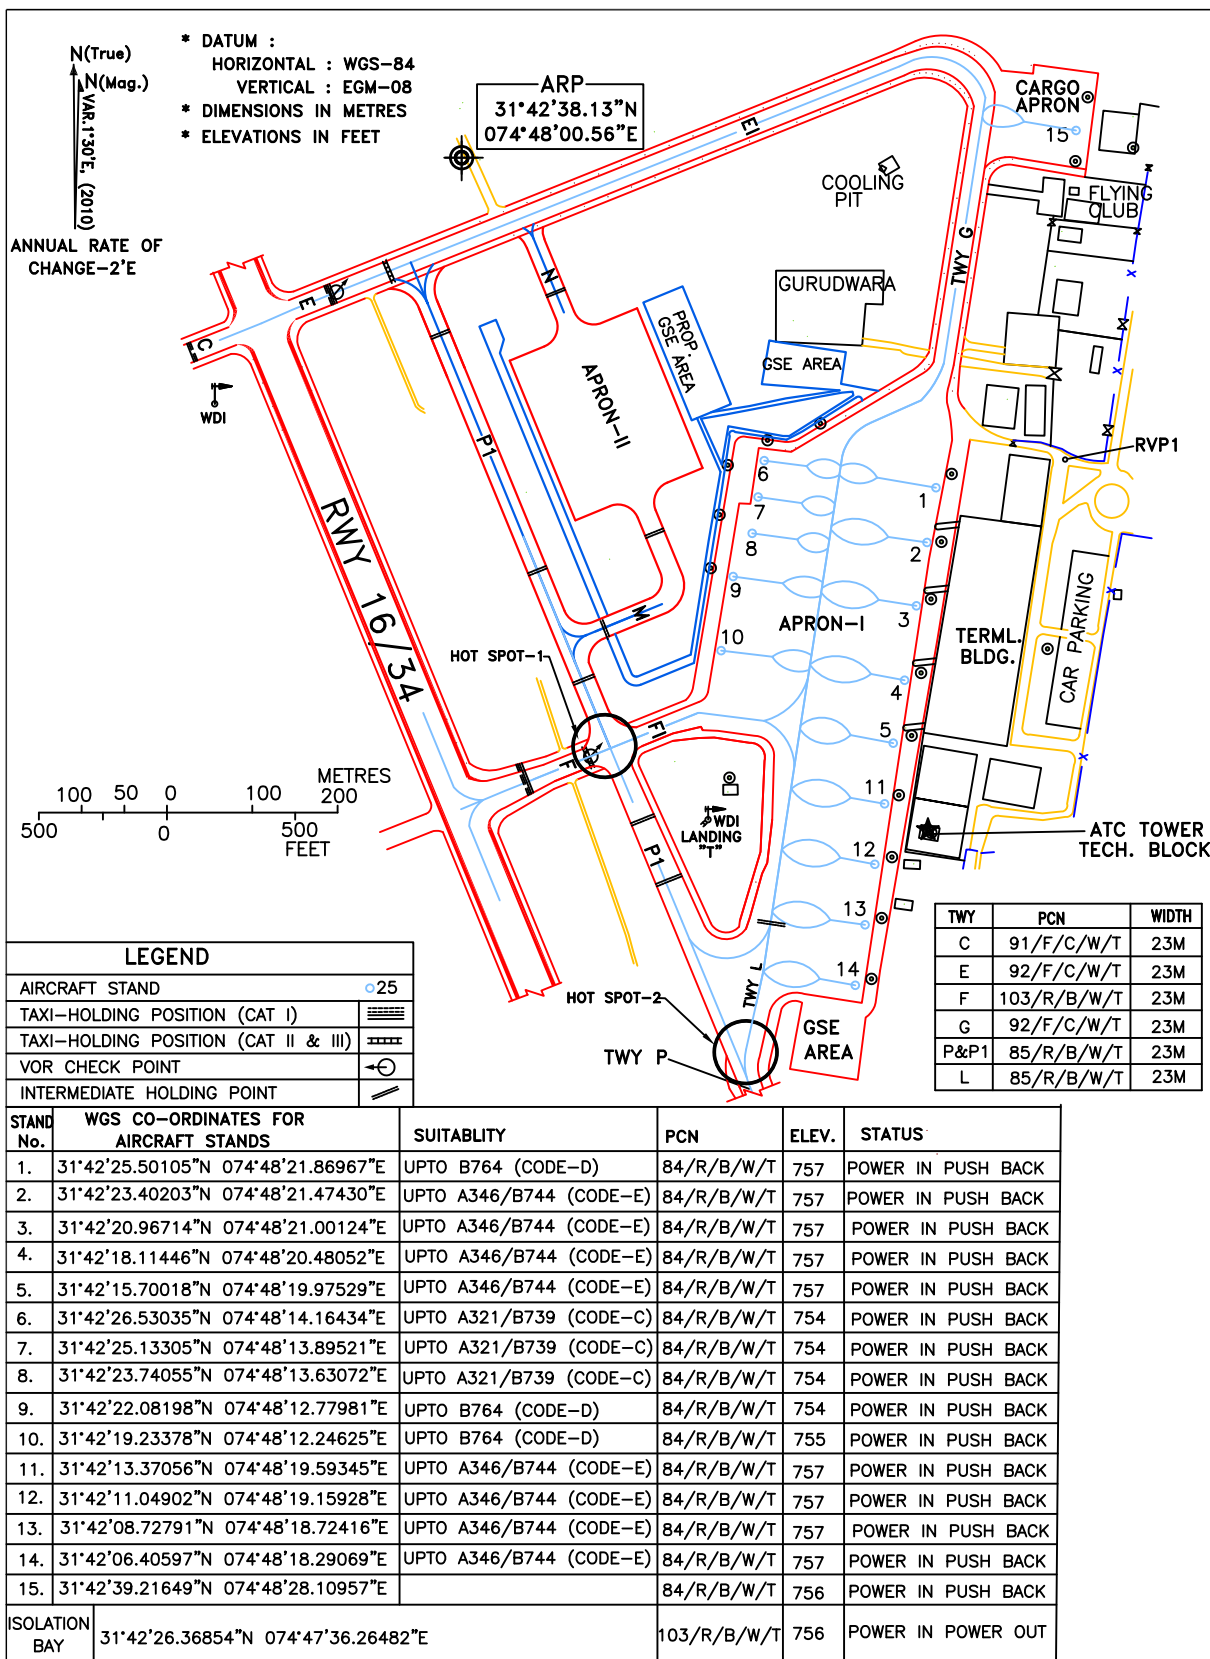 N(True)
N(Mag.)
VAR.1°30'E, (2010)
ANNUAL RATE OF
CHANGE-2'E
* DATUM :
HORIZONTAL : WGS-84
VERTICAL : EGM-08
* DIMENSIONS IN METRES
* ELEVATIONS IN FEET
ARP
31°42'38.13"N
074°48'00.56"E
E1
CARGO
APRON
15
COOLING
PIT
FLYING
CLUB
TWY G
N
E
C
WDI
GURUDWARA
PROP.
GSE AREA
GSE AREA
APRON-II
P1
RVP1
6
7
8
9
10
1
2
3
4
5
11
12
13
14
RWY 16/34
M
APRON-I
TERML.
BLDG.
CAR PARKING
HOT SPOT-1
F1
F
METRES
100 50 0 100 200
500 0 500
FEET
WDI
LANDING
"T"
P1
ATC TOWER
TECH. BLOCK
TWY L
HOT SPOT-2
TWY P
GSE
AREA
TWY PCN WIDTH
C 91/F/C/W/T 23M
E 92/F/C/W/T 23M
F 103/R/B/W/T 23M
G 92/F/C/W/T 23M
P&P1 85/R/B/W/T 23M
L 85/R/B/W/T 23M
LEGEND
AIRCRAFT STAND 25
TAXI-HOLDING POSITION (CAT I)
TAXI-HOLDING POSITION (CAT II & III)
VOR CHECK POINT
INTERMEDIATE HOLDING POINT
STAND No. WGS CO-ORDINATES FOR AIRCRAFT STANDS SUITABLITY PCN ELEV. STATUS
1. 31°42'25.50105"N 074°48'21.86967"E UPTO B764 (CODE-D) 84/R/B/W/T 757 POWER IN PUSH BACK
2. 31°42'23.40203"N 074°48'21.47430"E UPTO A346/B744 (CODE-E) 84/R/B/W/T 757 POWER IN PUSH BACK
3. 31°42'20.96714"N 074°48'21.00124"E UPTO A346/B744 (CODE-E) 84/R/B/W/T 757 POWER IN PUSH BACK
4. 31°42'18.11446"N 074°48'20.48052"E UPTO A346/B744 (CODE-E) 84/R/B/W/T 757 POWER IN PUSH BACK
5. 31°42'15.70018"N 074°48'19.97529"E UPTO A346/B744 (CODE-E) 84/R/B/W/T 757 POWER IN PUSH BACK
6. 31°42'26.53035"N 074°48'14.16434"E UPTO A321/B739 (CODE-C) 84/R/B/W/T 754 POWER IN PUSH BACK
7. 31°42'25.13305"N 074°48'13.89521"E UPTO A321/B739 (CODE-C) 84/R/B/W/T 754 POWER IN PUSH BACK
8. 31°42'23.74055"N 074°48'13.63072"E UPTO A321/B739 (CODE-C) 84/R/B/W/T 754 POWER IN PUSH BACK
9. 31°42'22.08198"N 074°48'12.77981"E UPTO B764 (CODE-D) 84/R/B/W/T 754 POWER IN PUSH BACK
10. 31°42'19.23378"N 074°48'12.24625"E UPTO B764 (CODE-D) 84/R/B/W/T 755 POWER IN PUSH BACK
11. 31°42'13.37056"N 074°48'19.59345"E UPTO A346/B744 (CODE-E) 84/R/B/W/T 757 POWER IN PUSH BACK
12. 31°42'11.04902"N 074°48'19.15928"E UPTO A346/B744 (CODE-E) 84/R/B/W/T 757 POWER IN PUSH BACK
13. 31°42'08.72791"N 074°48'18.72416"E UPTO A346/B744 (CODE-E) 84/R/B/W/T 757 POWER IN PUSH BACK
14. 31°42'06.40597"N 074°48'18.29069"E UPTO A346/B744 (CODE-E) 84/R/B/W/T 757 POWER IN PUSH BACK
15. 31°42'39.21649"N 074°48'28.10957"E 84/R/B/W/T 756 POWER IN PUSH BACK
ISOLATION BAY 31°42'26.36854"N 074°47'36.26482"E 103/R/B/W/T 756 POWER IN POWER OUT